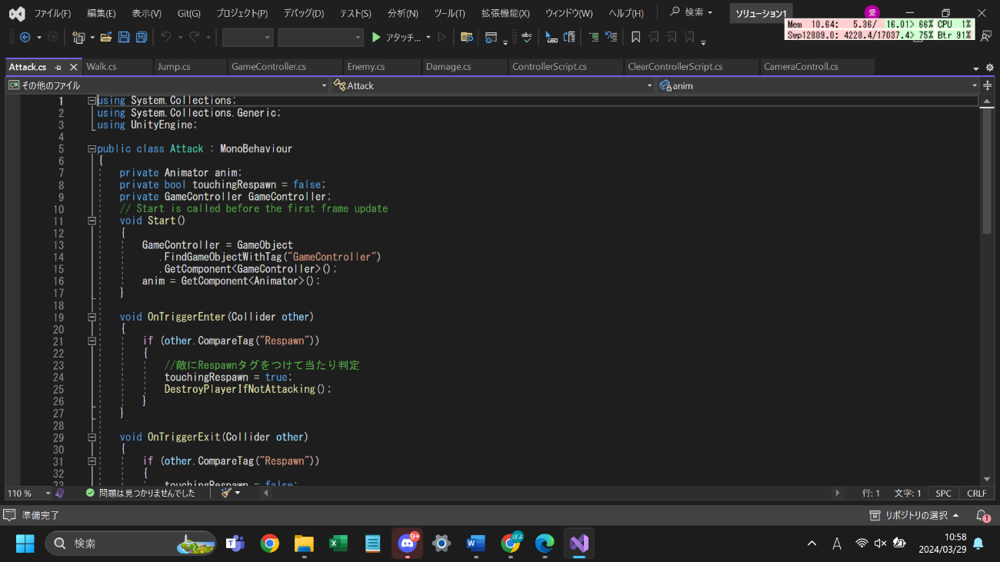 ファイル(F) 編集(E) 表示(V) Git(G) プロジェクト(P) デバッグ(D) テスト(S) 分析(N) ツール(T) 拡張機能(X) ウィンドウ(W) ヘルプ(H) 検索 ソリューション1 愛
Mem 10.64: 5.36/ 16.01> 66% CPU 1%
Swp12809.0: 4228.4/17037.4> 75% Btr 91%
アタッチ...
Attack.cs Walk.cs Jump.cs GameController.cs Enemy.cs Damage.cs ControllerScript.cs ClearControllerScript.cs CameraControll.cs
その他のファイル Attack anim
1 using System.Collections;
2 using System.Collections.Generic;
3 using UnityEngine;
4
5 public class Attack : MonoBehaviour
6 {
7 private Animator anim;
8 private bool touchingRespawn = false;
9 private GameController GameController;
10 // Start is called before the first frame update
11 void Start()
12 {
13 GameController = GameObject
14 .FindGameObjectWithTag("GameController")
15 .GetComponent<GameController>();
16 anim = GetComponent<Animator>();
17 }
18
19 void OnTriggerEnter(Collider other)
20 {
21 if (other.CompareTag("Respawn"))
22 {
23 //敵にRespawnタグをつけて当たり判定
24 touchingRespawn = true;
25 DestroyPlayerIfNotAttacking();
26 }
27 }
28
29 void OnTriggerExit(Collider other)
30 {
31 if (other.CompareTag("Respawn"))
32 {
33 touchingRespawn = false;
110 % 問題は見つかりませんでした 行: 1 文字: 1 SPC CRLF
準備完了 リポジトリの選択 1
検索 9+ A 10:58
2024/03/29